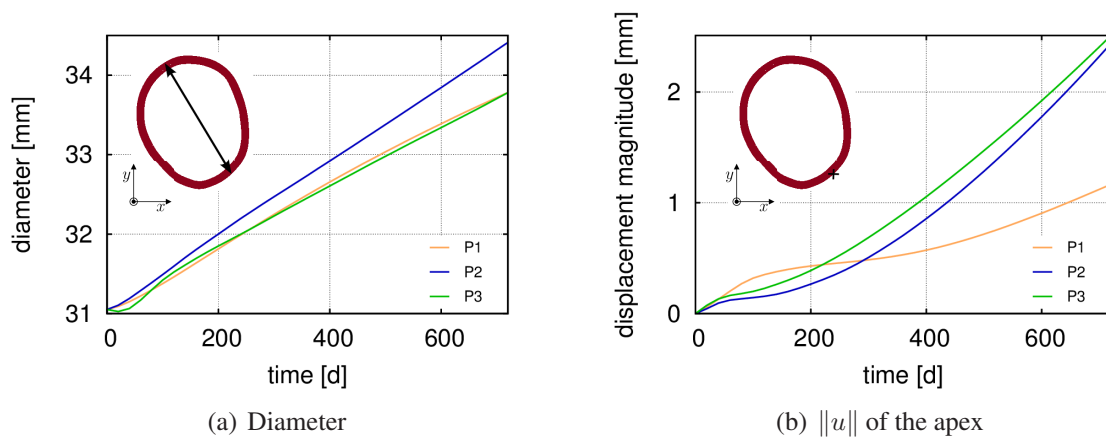 34
33
32
31
diameter [mm]
y
x
P1
P2
P3
200
400
600
time [d]
(a) Diameter
2
1
0
displacement magnitude [mm]
y
x
P1
P2
P3
0
200
400
600
time [d]
(b) ‖u‖ of the apex